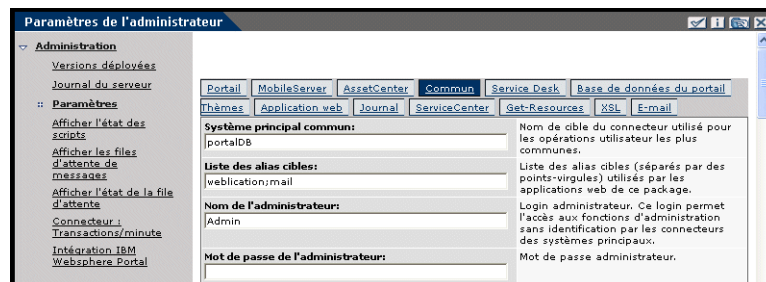 Paramètres de l'administrateur
Administration
Versions déployées
Journal du serveur
Paramètres
Afficher l'état des
scripts
Afficher les files
d'attente de
messages
Afficher l'état de la file
d'attente
Connecteur :
Transactions/minute
Intégration IBM
Websphere Portal
Portail MobileServer AssetCenter Commun Service Desk Base de données du portail
Thèmes Application web Journal ServiceCenter Get-Resources XSL E-mail
Système principal commun:
portalDB
Nom de cible du connecteur utilisé pour
les opérations utilisateur les plus
communes.
Liste des alias cibles:
weblication;mail
Liste des alias cibles (séparés par des
points-virgules) utilisés par les
applications web de ce package.
Nom de l'administrateur:
Admin
Login administrateur. Ce login permet
l'accès aux fonctions d'administration
sans identification par les connecteurs
des systèmes principaux.
Mot de passe de l'administrateur:
Mot de passe administrateur.